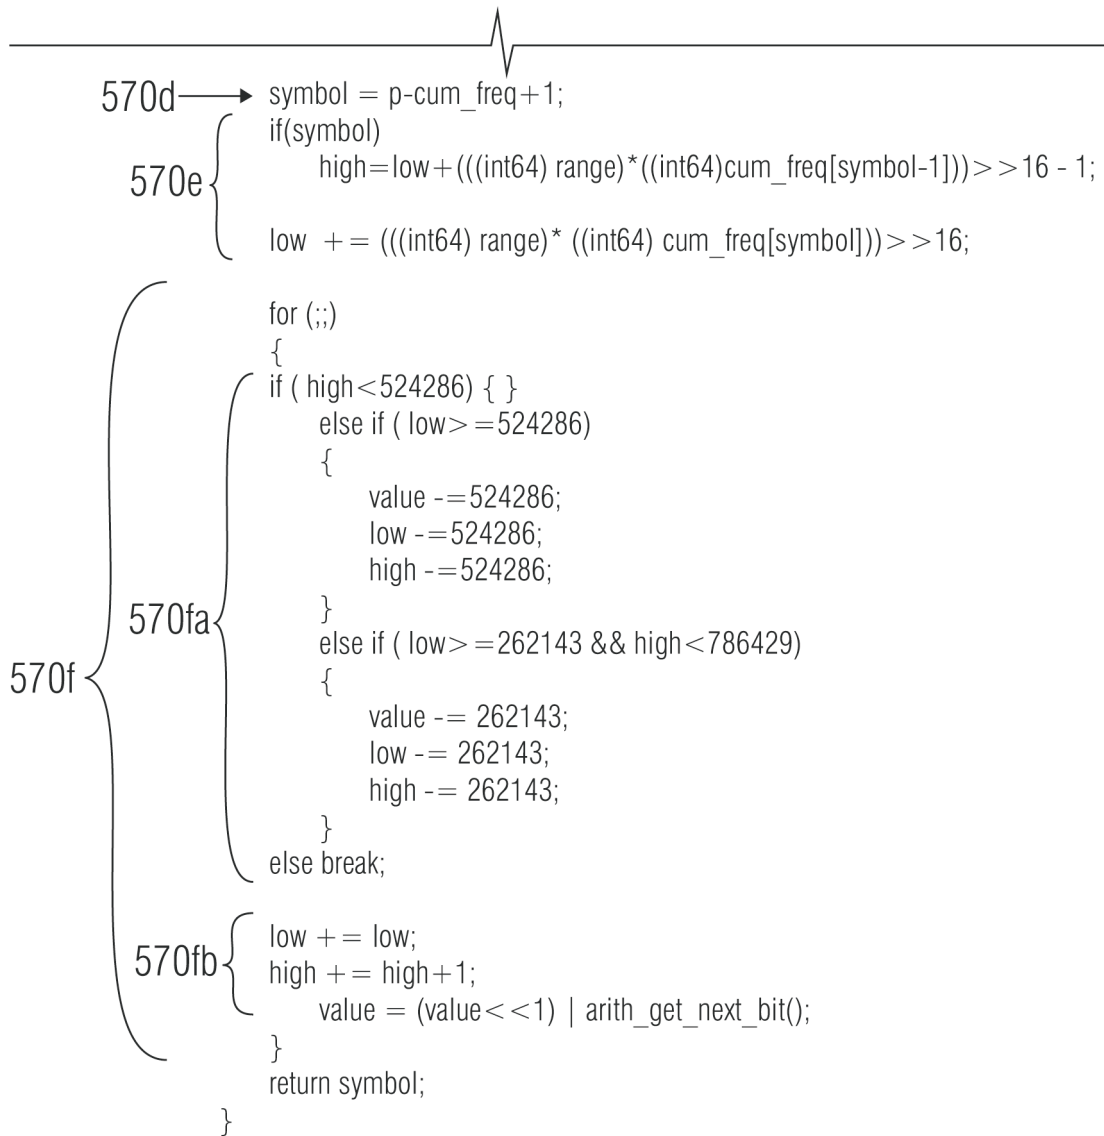 570d symbol = p-cum_freq+1;
if(symbol)
570e high=low+(((int64) range)*((int64)cum_freq[symbol-1]))>>16 - 1;
low += (((int64) range)* ((int64) cum_freq[symbol]))>>16;
for (;;)
{
if ( high<524286) { }
else if ( low>=524286)
{
value -=524286;
low -=524286;
high -=524286;
}
570fa
else if ( low>=262143 && high<786429)
570f
{
value -= 262143;
low -= 262143;
high -= 262143;
}
else break;
low += low;
570fb
high += high+1;
value = (value<<1) | arith_get_next_bit();
}
return symbol;
}